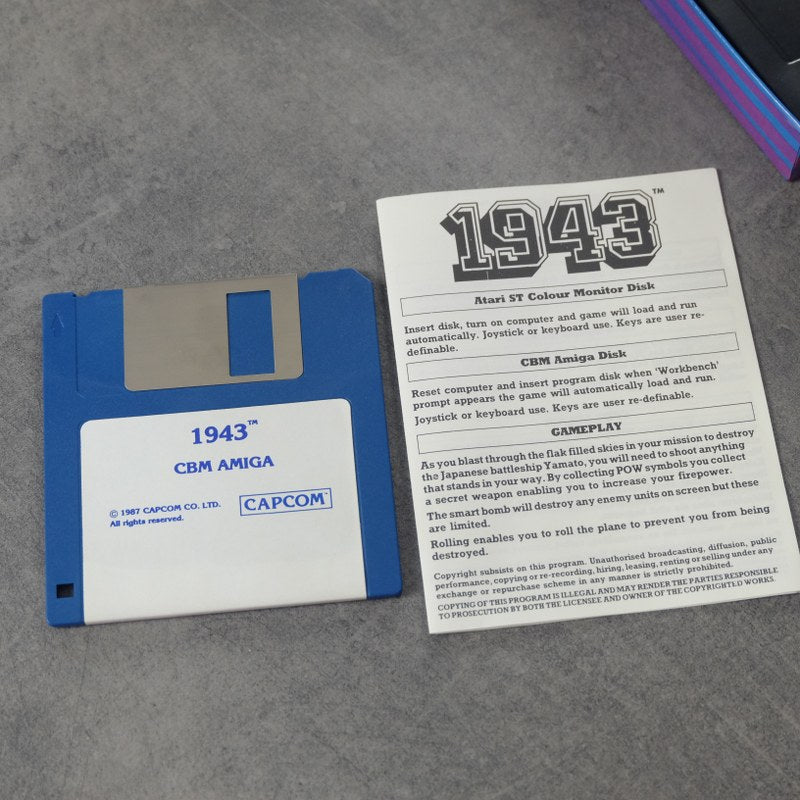 1943™
CBM AMIGA
© 1987 CAPCOM CO. LTD.
All rights reserved.
CAPCOM
1943™
Atari ST Colour Monitor Disk
Insert disk, turn on computer and game will load and run
automatically. Joystick or keyboard use. Keys are user re-
definable.
CBM Amiga Disk
Reset computer and insert program disk when 'Workbench'
prompt appears the game will automatically load and run.
Joystick or keyboard use. Keys are user re-definable.
GAMEPLAY
As you blast through the flak filled skies in your mission to destroy
the Japanese battleship Yamato, you will need to shoot anything
that stands in your way. By collecting POW symbols you collect
a secret weapon enabling you to increase your firepower.
The smart bomb will destroy any enemy units on screen but these
are limited.
Rolling enables you to roll the plane to prevent you from being
destroyed.
Copyright subsists on this program. Unauthorised broadcasting, diffusion, public
performance, copying or re-recording, hiring, leasing, renting or selling under any
exchange or repurchase scheme in any manner is strictly prohibited.
COPYING OF THIS PROGRAM IS ILLEGAL AND MAY RENDER THE PARTIES RESPONSIBLE
TO PROSECUTION BY BOTH THE LICENSEE AND OWNER OF THE COPYRIGHTED WORKS.